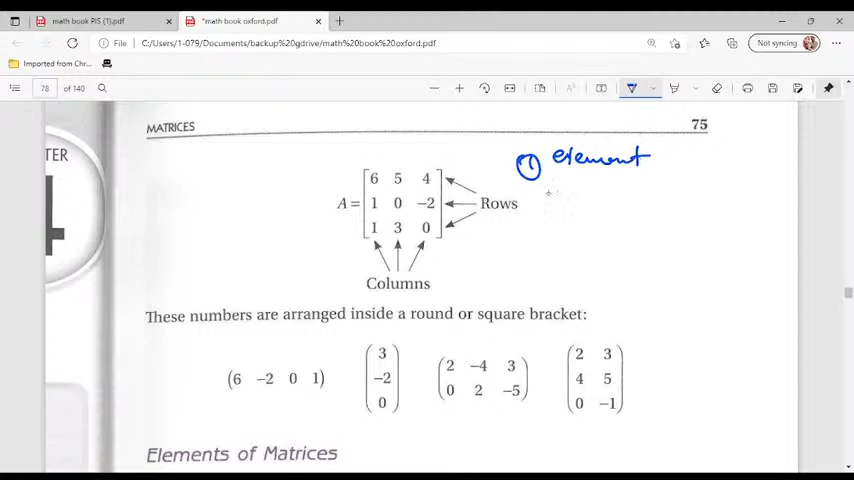 math book PIS (1).pdf
*math book oxford.pdf
File
C:/Users/1-079/Documents/backup%20gdrive/math%20book%20oxford.pdf
Not syncing
Imported from Chr...
78 of 140
TER
4
MATRICES
75
① element
A = [6 5 4
1 0 −2
1 3 0]
Rows
Columns
These numbers are arranged inside a round or square bracket:
(6 −2 0 1)
(3
−2
0)
(2 −4 3
0 2 −5)
(2 3
4 5
0 −1)
Elements of Matrices